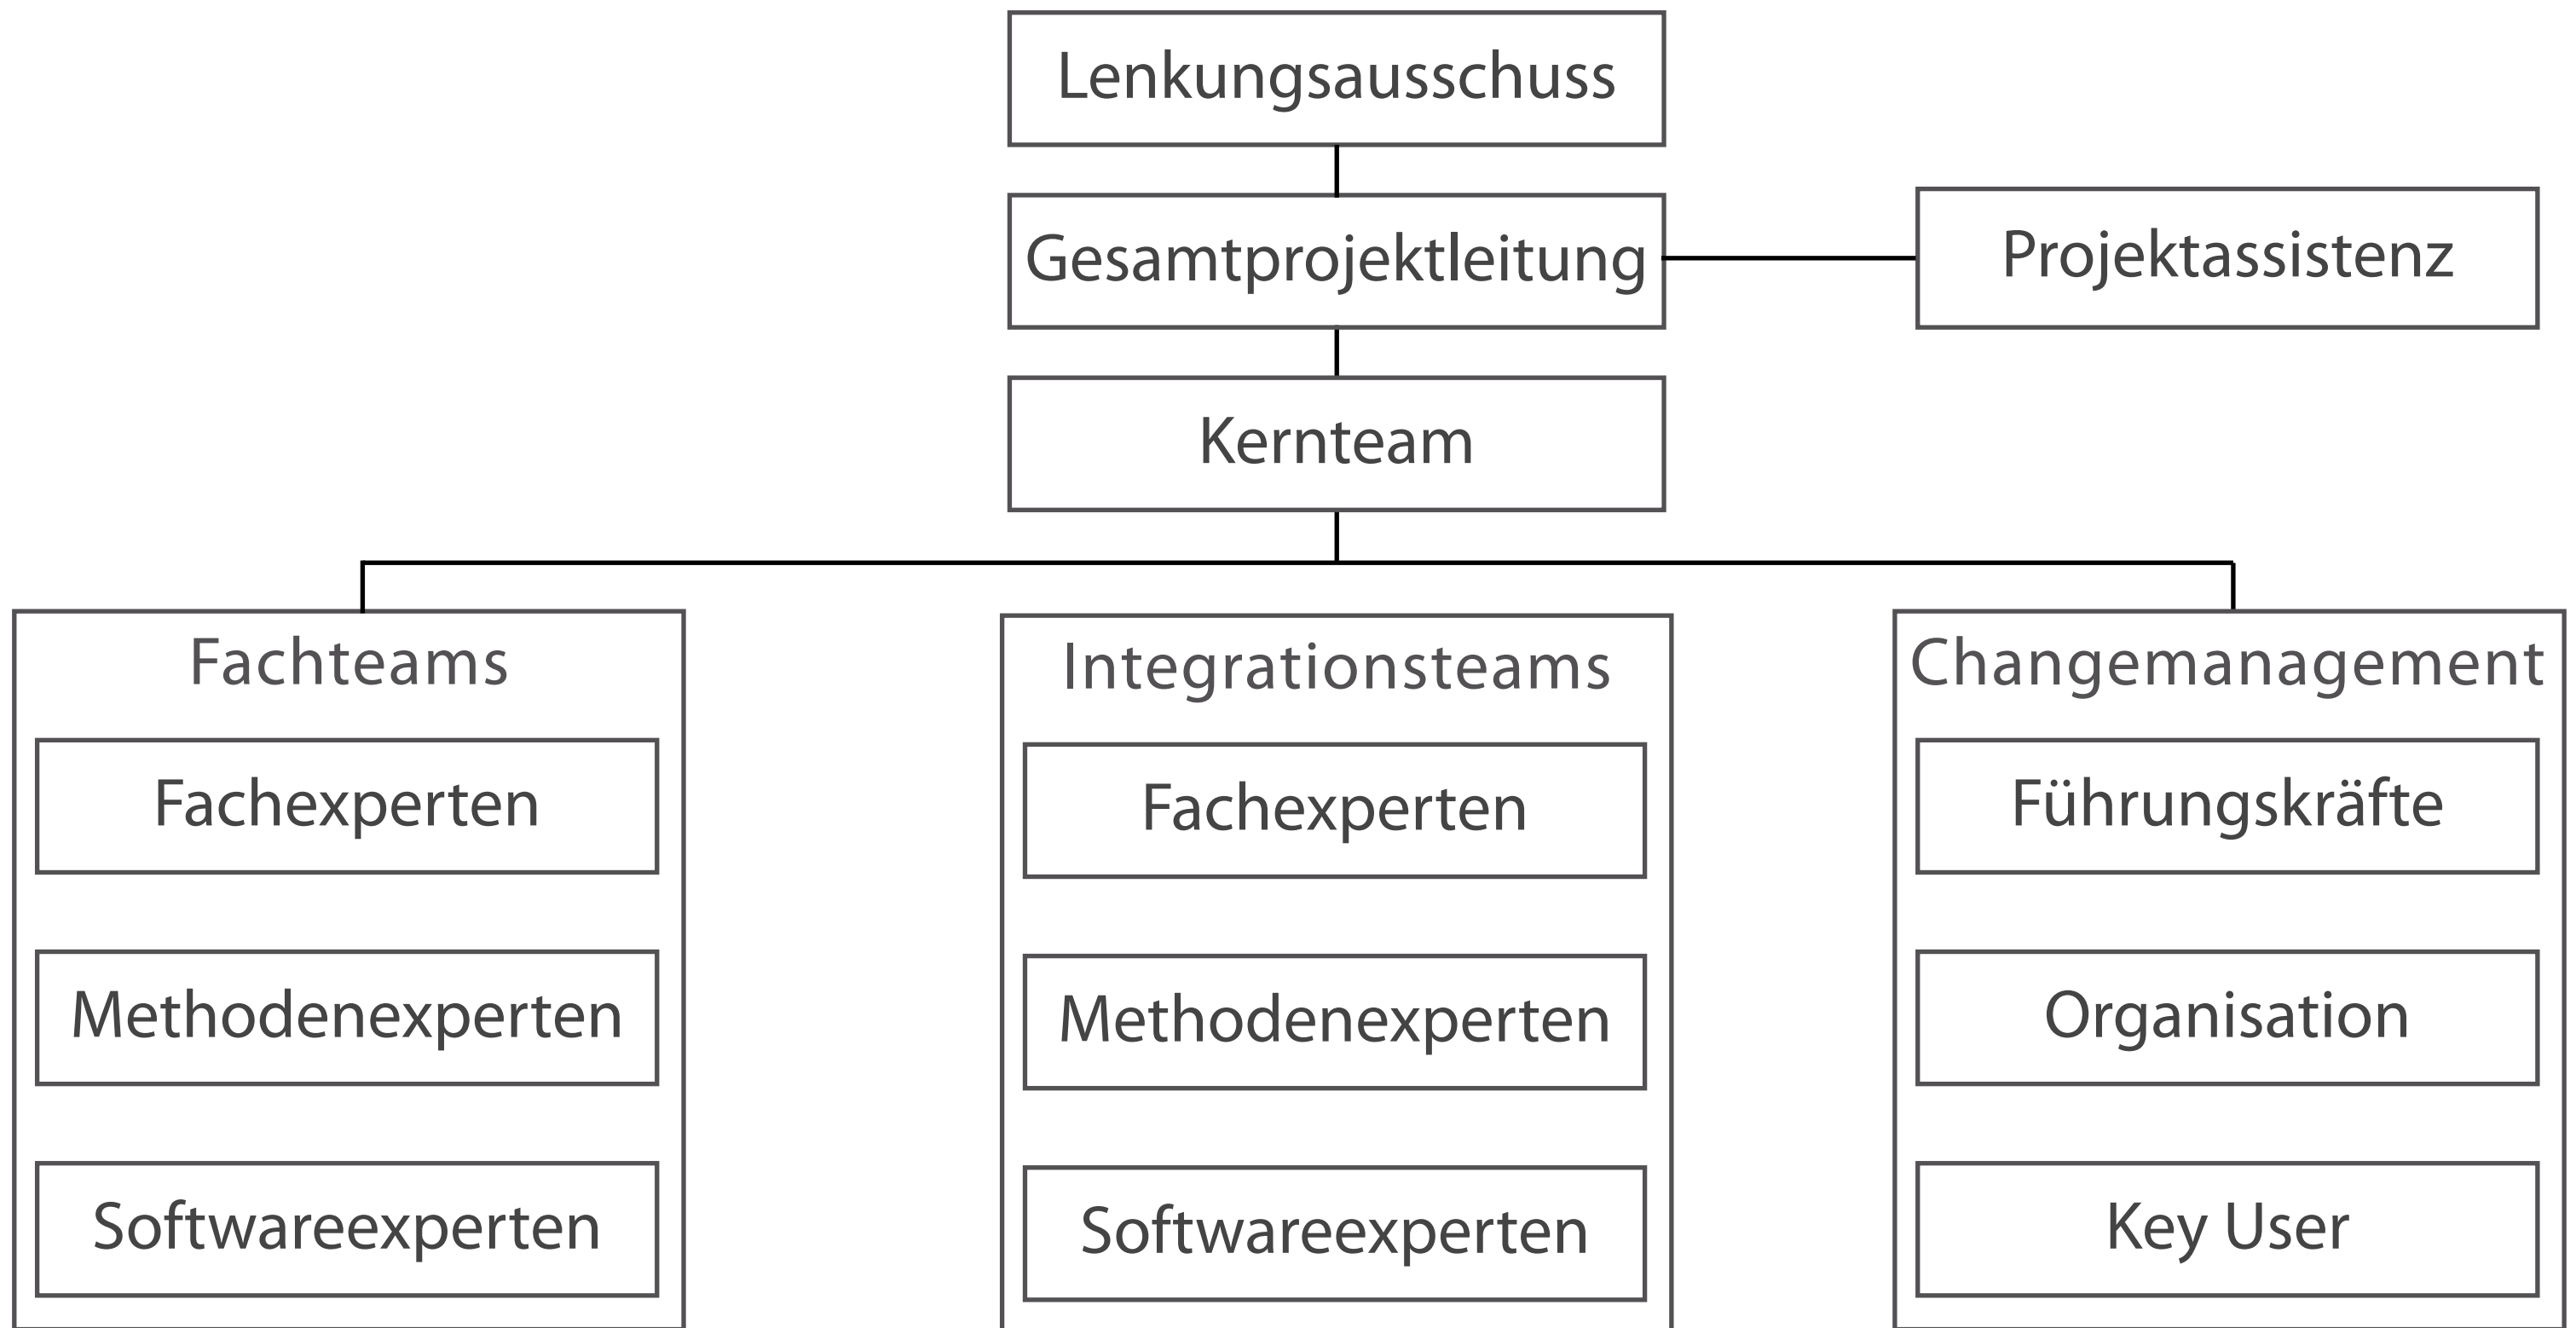 Lenkungsausschuss
Gesamtprojektleitung
Projektassistenz
Kernteam
Fachteams
Fachexperten
Methodenexperten
Softwareexperten
Integrationsteams
Fachexperten
Methodenexperten
Softwareexperten
Changemanagement
Führungskräfte
Organisation
Key User